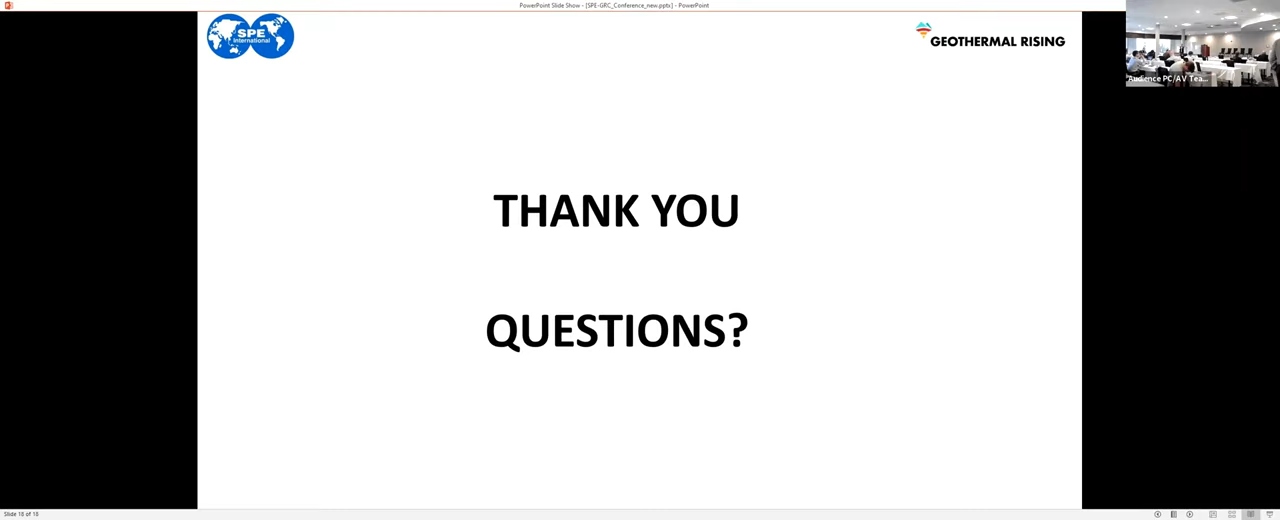 PowerPoint Slide Show - [SPE-GRC_Conference_new.pptx] - PowerPoint
SPE
International
GEOTHERMAL RISING
Audience PC/AV Tea...
THANK YOU
QUESTIONS?
Slide 18 of 18